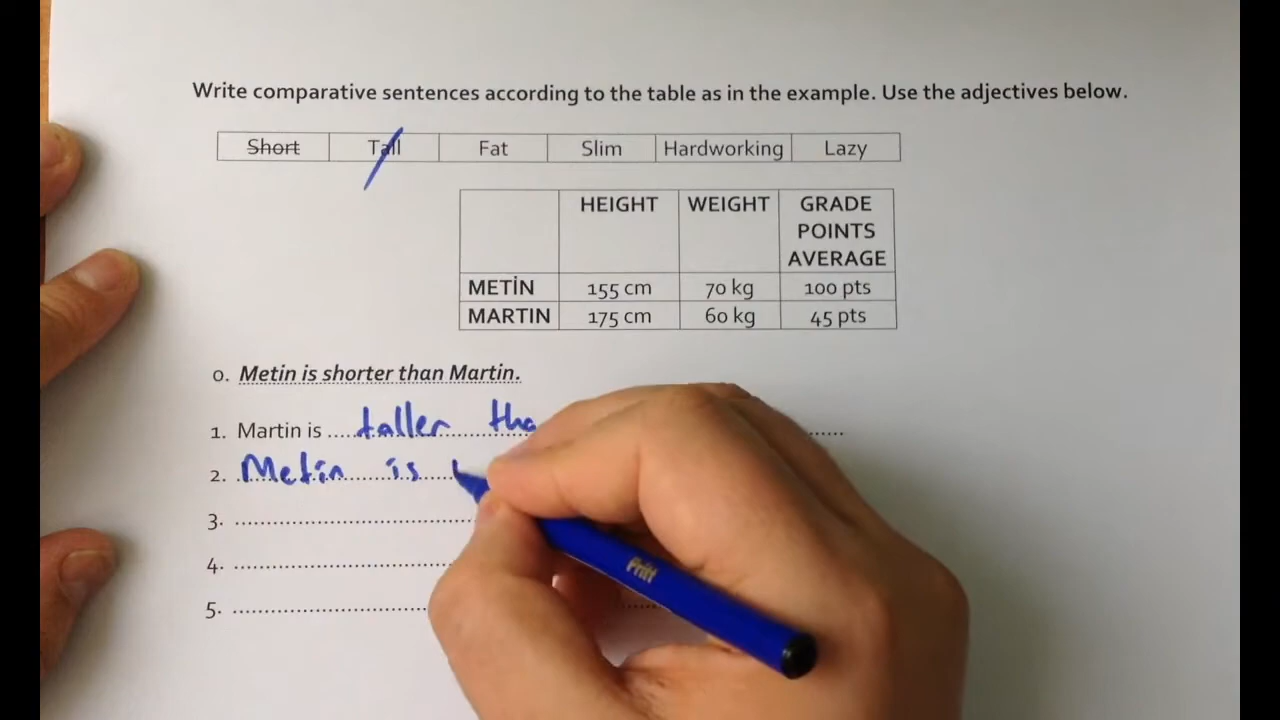 Write comparative sentences according to the table as in the example. Use the adjectives below.
Short Tall Fat Slim Hardworking Lazy
HEIGHT WEIGHT GRADE
POINTS
AVERAGE
METİN 155 cm 70 kg 100 pts
MARTIN 175 cm 60 kg 45 pts
0. Metin is shorter than Martin.
1. Martin is taller tha
2. Metin is
3.
4.
5.
Pritt